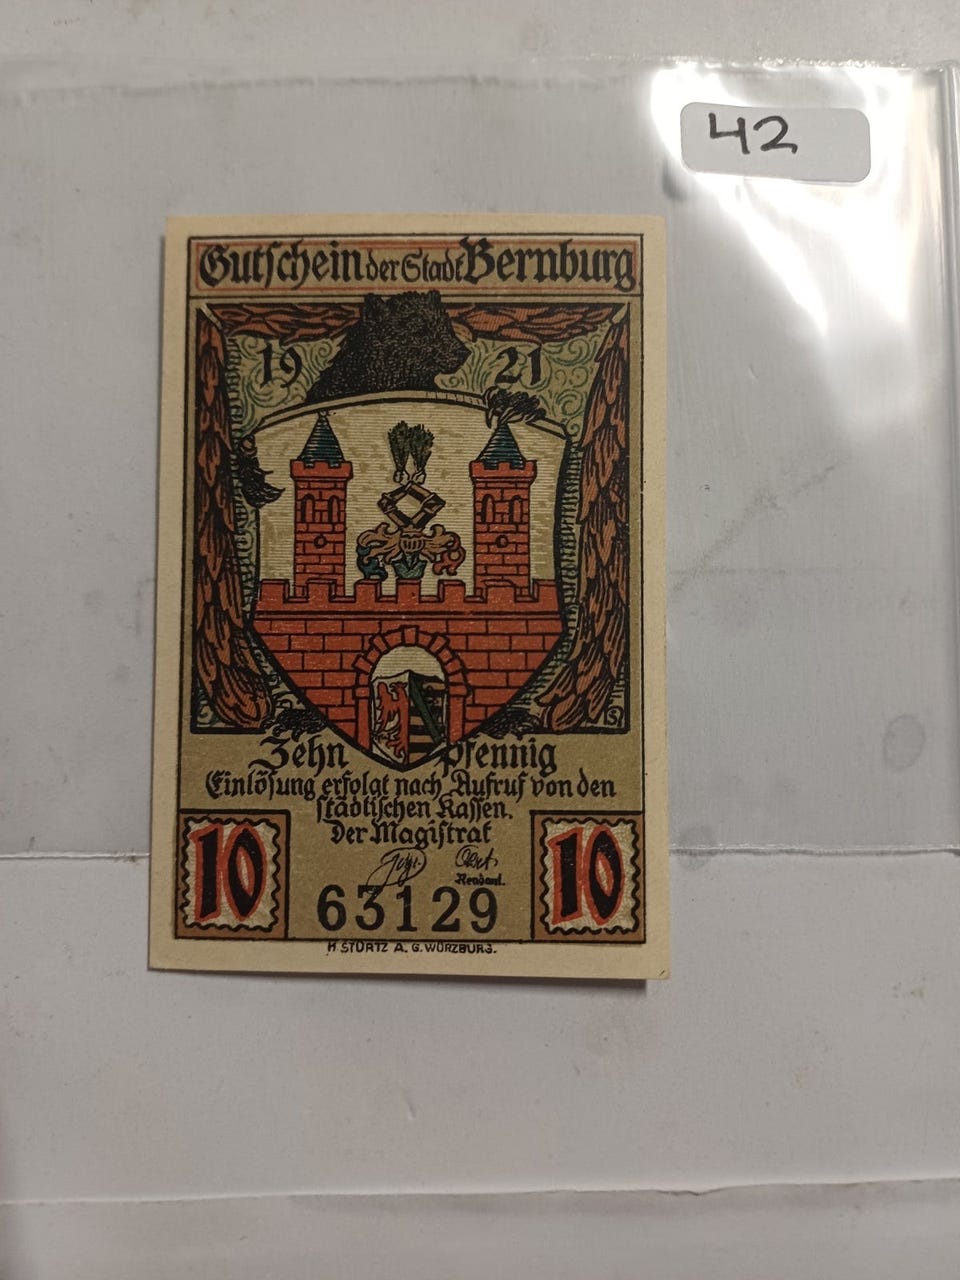 42
Gutschein der Stadt Bernburg
19 21
Zehn Pfennig
Einlösung erfolgt nach Aufruf von den
städtischen Kassen.
Der Magistrat
Rendant.
10 63129 10
H. STÜRTZ A. G. WÜRZBURG.